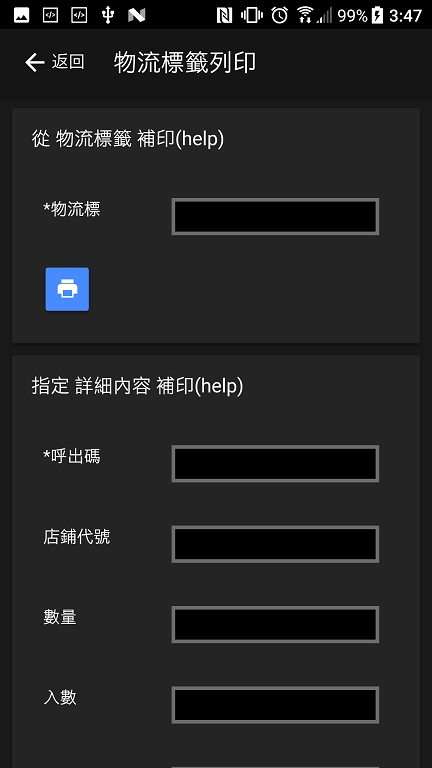 99% 3:47
返回 物流標籤列印
從 物流標籤 補印(help)
*物流標
指定 詳細內容 補印(help)
*呼出碼
店鋪代號
數量
入數